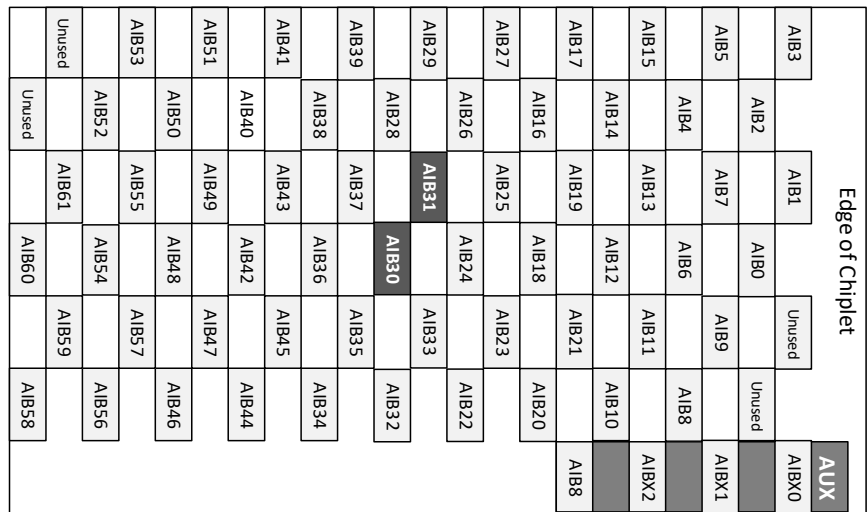 Edge of Chiplet
AUX
AIB3 AIB1 Unused AIBX0
AIB2 AIB0 Unused
AIB5 AIB7 AIB9 AIBX1
AIB4 AIB6 AIB8
AIB15 AIB13 AIB11 AIBX2
AIB14 AIB12 AIB10
AIB17 AIB19 AIB21 AIB8
AIB16 AIB18 AIB20
AIB27 AIB25 AIB23
AIB26 AIB24 AIB22
AIB29 AIB31 AIB33
AIB28 AIB30 AIB32
AIB39 AIB37 AIB35
AIB38 AIB36 AIB34
AIB41 AIB43 AIB45
AIB40 AIB42 AIB44
AIB51 AIB49 AIB47
AIB50 AIB48 AIB46
AIB53 AIB55 AIB57
AIB52 AIB54 AIB56
Unused AIB61 AIB59
Unused AIB60 AIB58